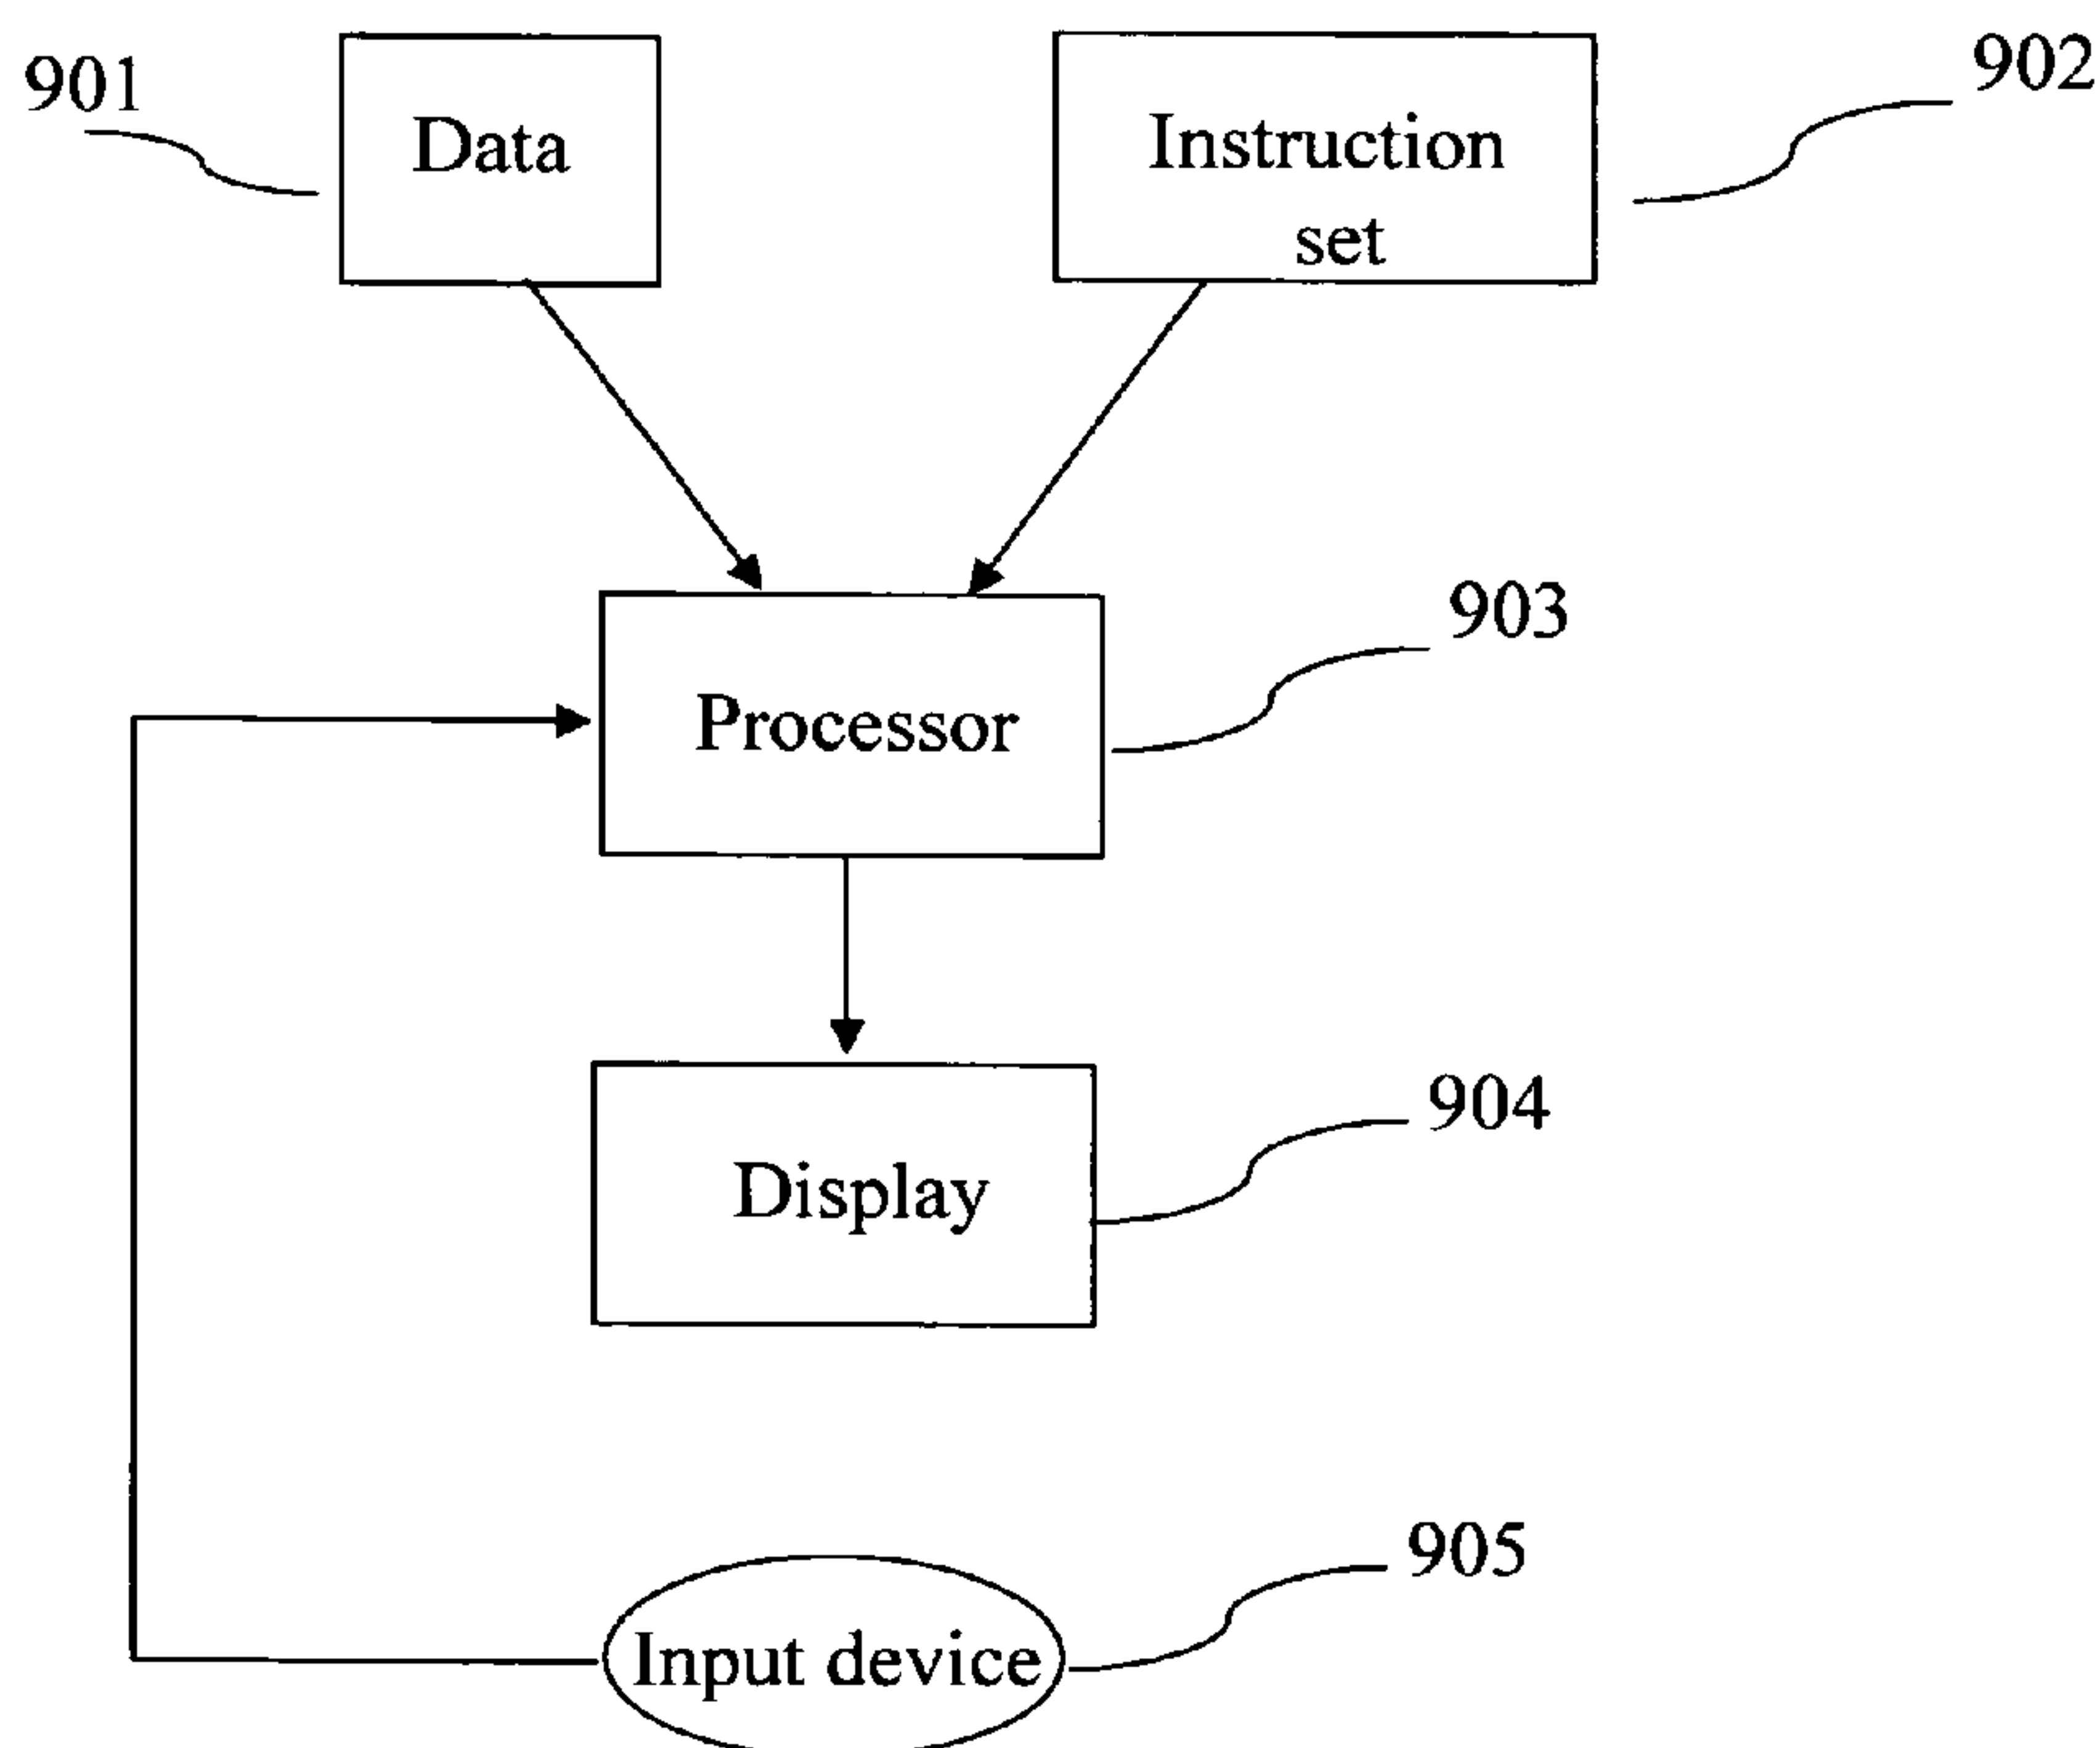 901
Data
Instruction
set
902
Processor
903
Display
904
Input device
905